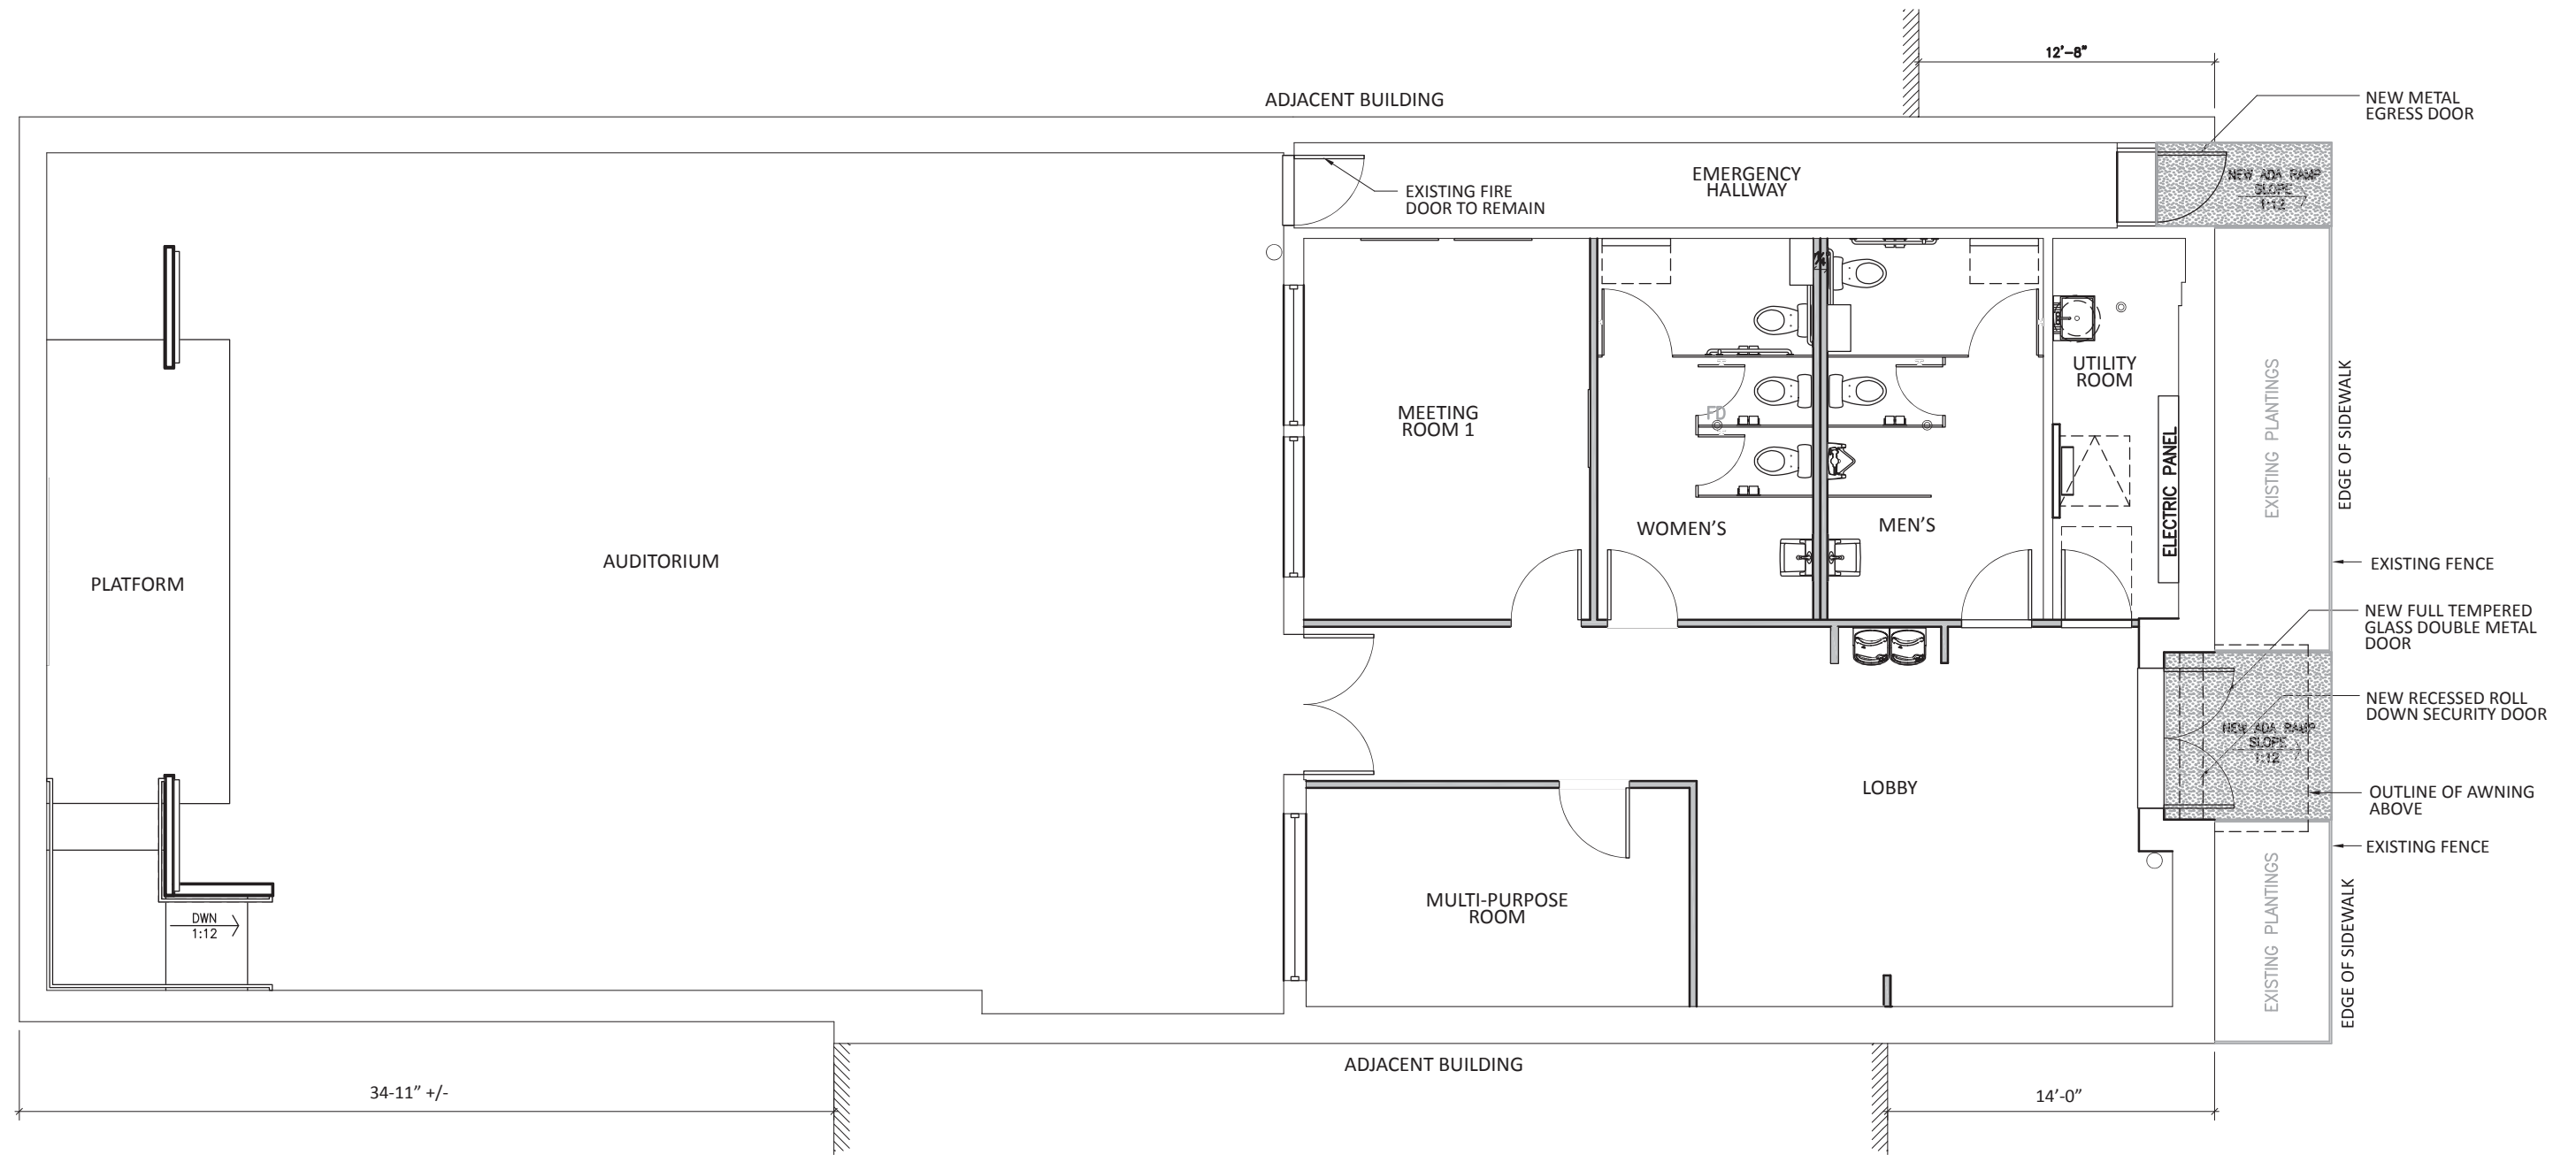 12'-8"
ADJACENT BUILDING
NEW METAL
EGRESS DOOR
EMERGENCY
HALLWAY
EXISTING FIRE
DOOR TO REMAIN
NEW ADA RAMP
SLOPE
1:12
UTILITY
ROOM
MEETING
ROOM 1
FD
EXISTING PLANTINGS
EDGE OF SIDEWALK
ELECTRIC PANEL
WOMEN'S
MEN'S
AUDITORIUM
PLATFORM
EXISTING FENCE
NEW FULL TEMPERED
GLASS DOUBLE METAL
DOOR
NEW RECESSED ROLL
DOWN SECURITY DOOR
NEW ADA RAMP
SLOPE
1:12
LOBBY
OUTLINE OF AWNING
ABOVE
EXISTING FENCE
MULTI-PURPOSE
ROOM
DWN
1:12
EXISTING PLANTINGS
EDGE OF SIDEWALK
ADJACENT BUILDING
34-11" +/-
14'-0"